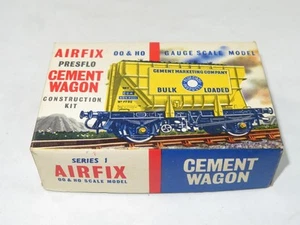 AIRFIX OO & HO GAUGE SCALE MODEL
PRESFLO
CEMENT
WAGON
CONSTRUCTION
KIT
CEMENT MARKETING COMPANY
BULK LOADED
SERIES 1
AIRFIX
OO & HO SCALE MODEL
CEMENT
WAGON